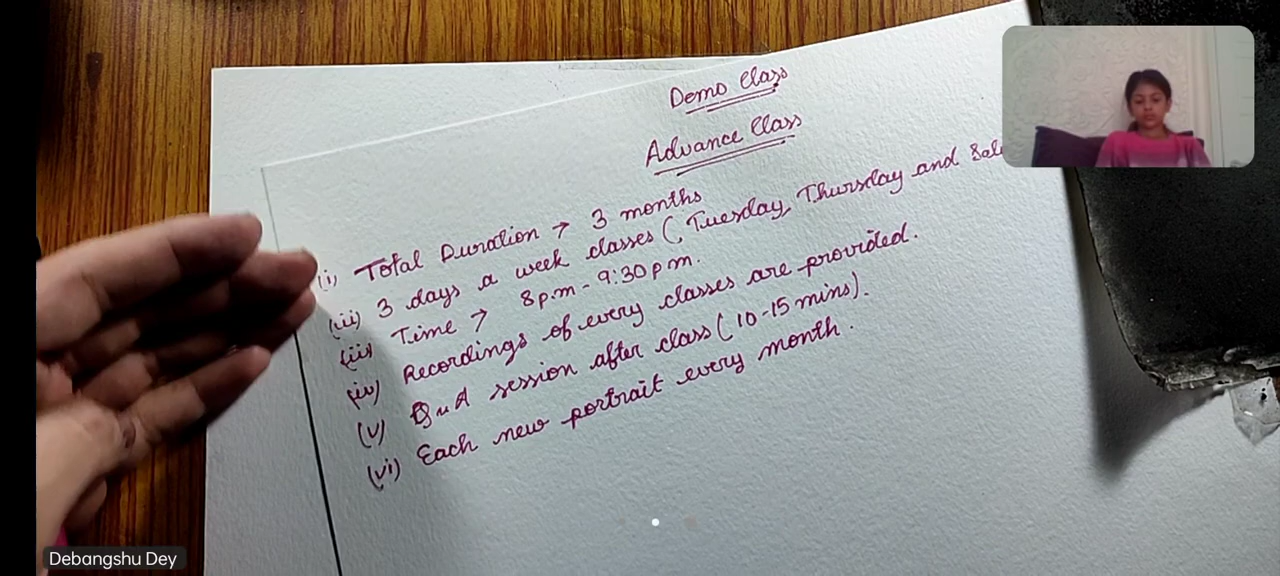 Demo Class
Advance Class
(i) Total Duration → 3 months
(ii) 3 days a week classes (Tuesday, Thursday and
(iii) Time → 8 p.m - 9:30 p.m.
(iv) Recordings of every classes are provided.
(v) QnA session after class (10-15 mins).
(vi) Each new portrait every month.
Debangshu Dey